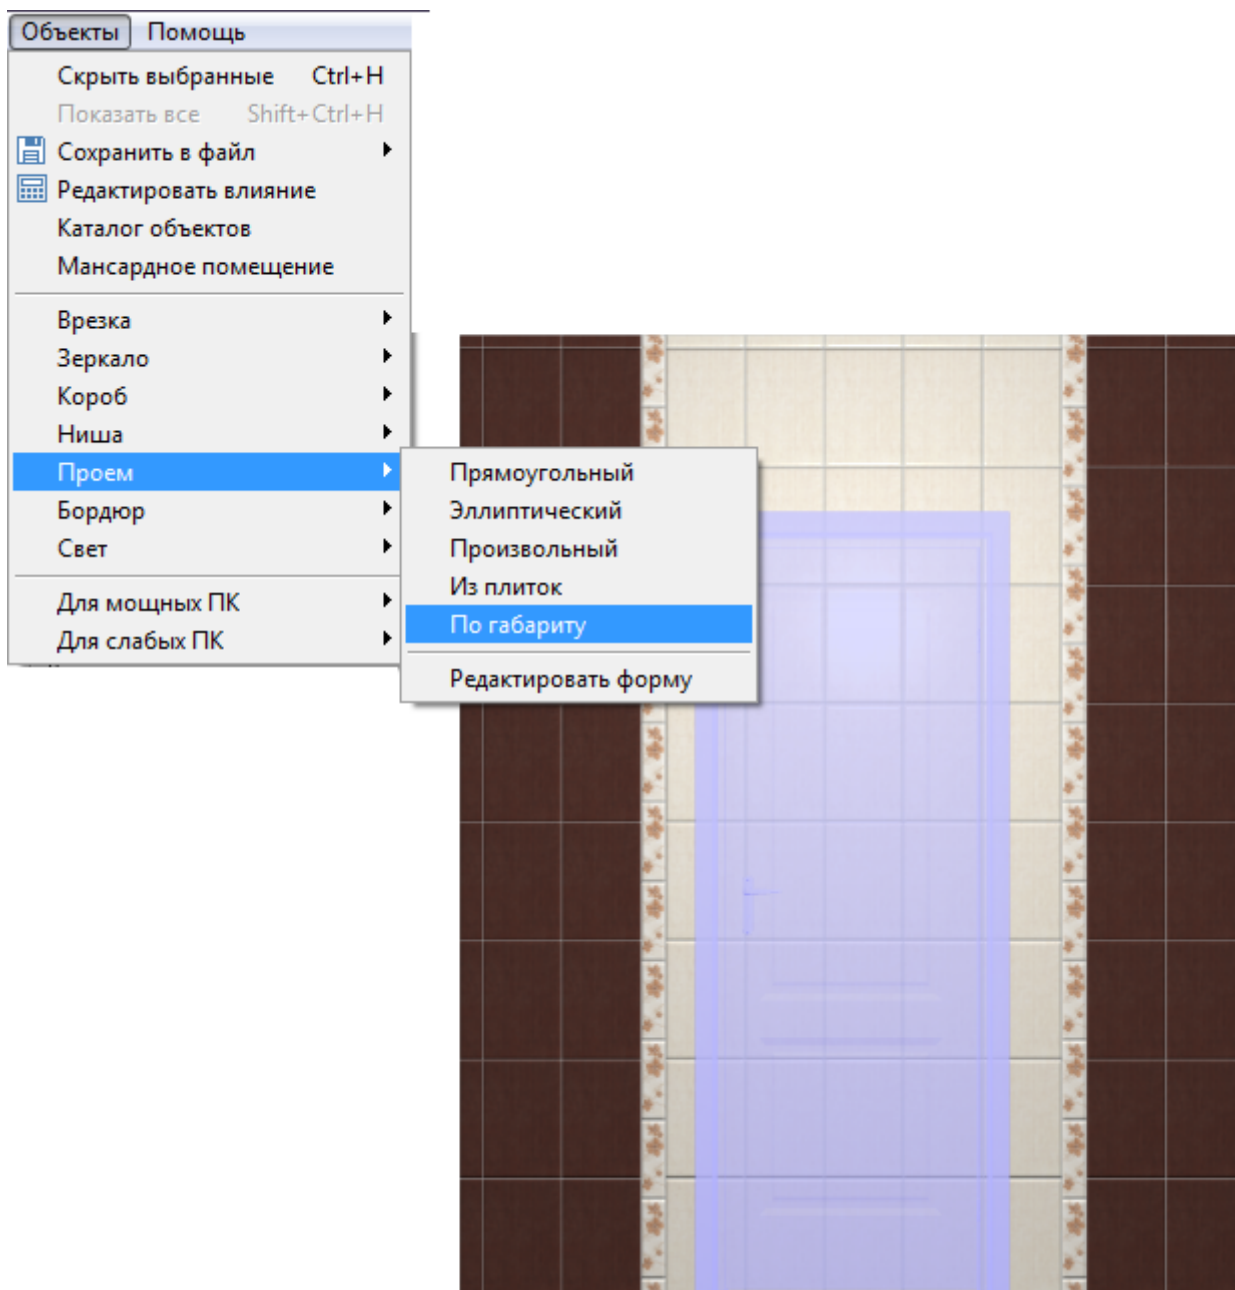 Объекты Помощь
Скрыть выбранные Ctrl+H
Показать все Shift+Ctrl+H
Сохранить в файл
Редактировать влияние
Каталог объектов
Мансардное помещение
Врезка
Зеркало
Короб
Ниша
Проем
Бордюр
Свет
Для мощных ПК
Для слабых ПК
Прямоугольный
Эллиптический
Произвольный
Из плиток
По габариту
Редактировать форму